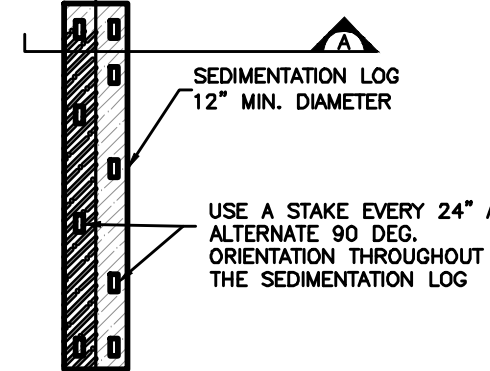 A
SEDIMENTATION LOG
12" MIN. DIAMETER
USE A STAKE EVERY 24"
ALTERNATE 90 DEG.
ORIENTATION THROUGHOUT
THE SEDIMENTATION LOG